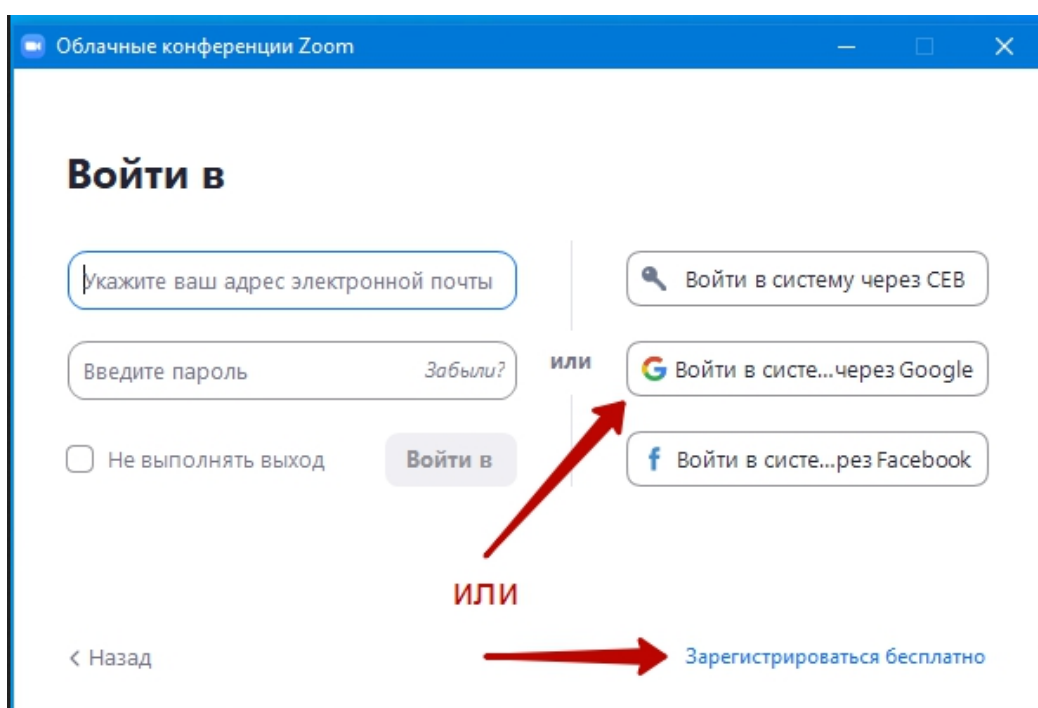 Облачные конференции Zoom
Войти в
Укажите ваш адрес электронной почты
Введите пароль
Забыли?
Не выполнять выход
Войти в
или
Войти в систему через СЕВ
Войти в систе...через Google
Войти в систе...рез Facebook
или
< Назад
Зарегистрироваться бесплатно